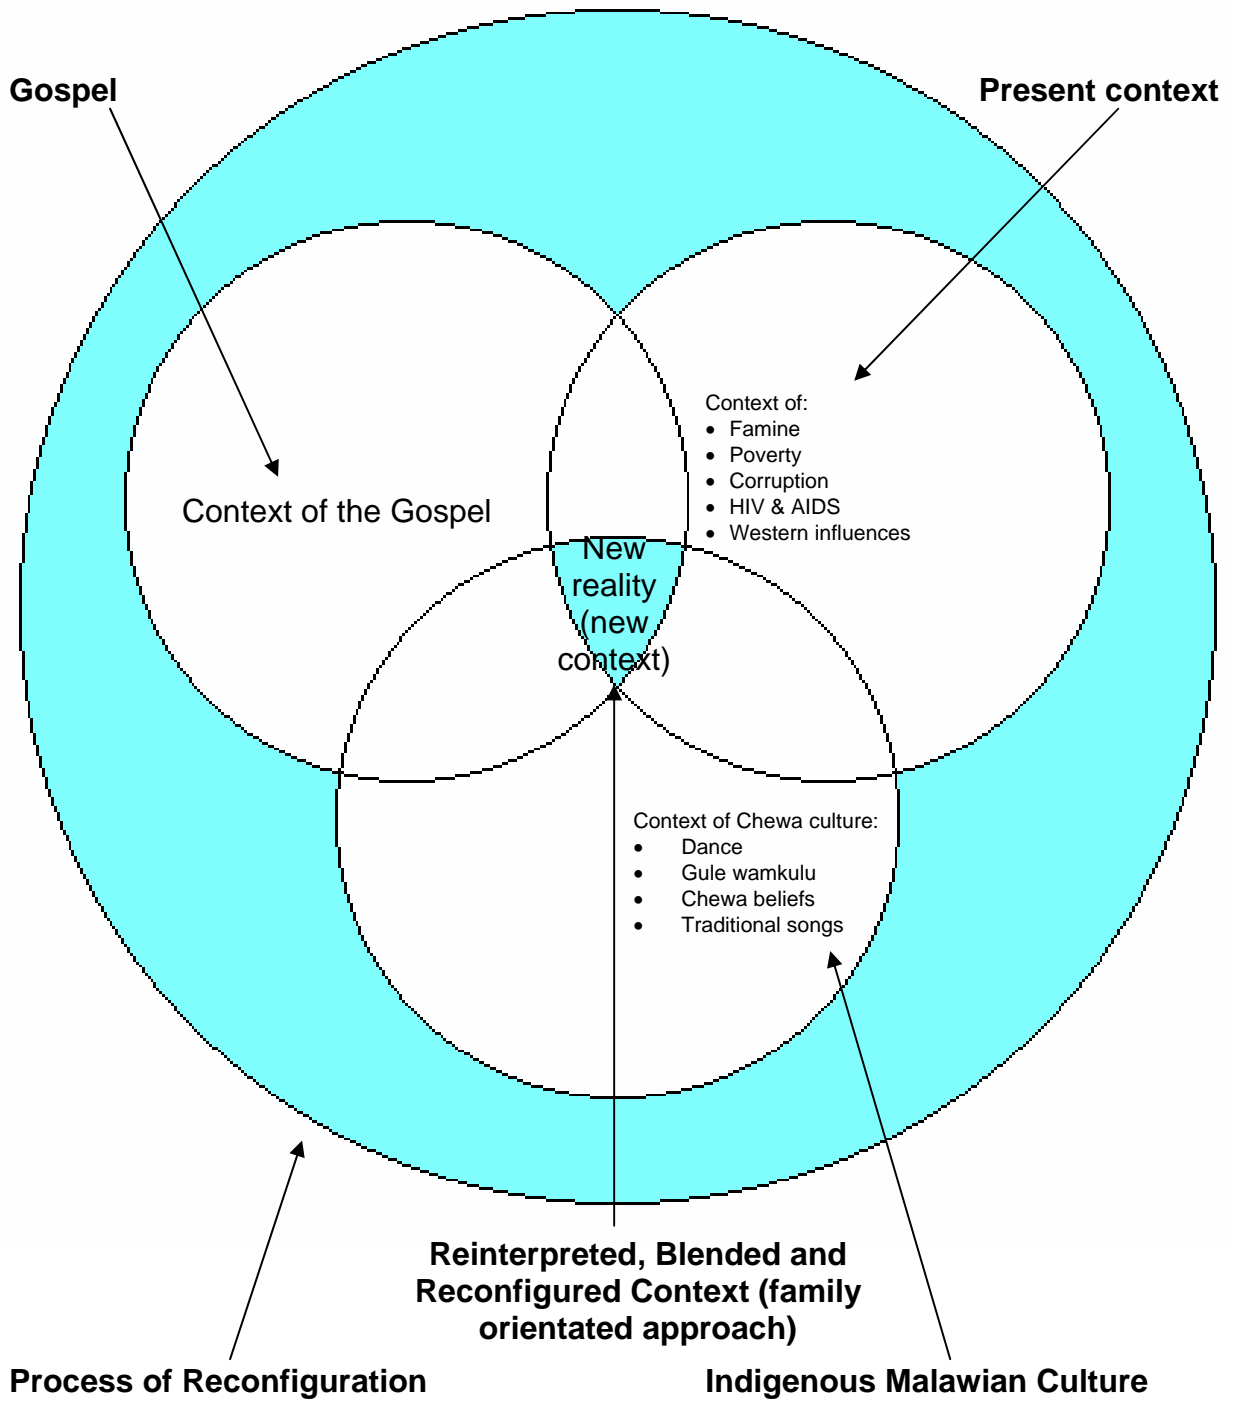 Gospel
Present context
Context of:
• Famine
• Poverty
• Corruption
• HIV & AIDS
• Western influences
Context of the Gospel
New
reality
(new
context)
Context of Chewa culture:
• Dance
• Gule wamkulu
• Chewa beliefs
• Traditional songs
Reinterpreted, Blended and
Reconfigured Context (family
orientated approach)
Process of Reconfiguration
Indigenous Malawian Culture